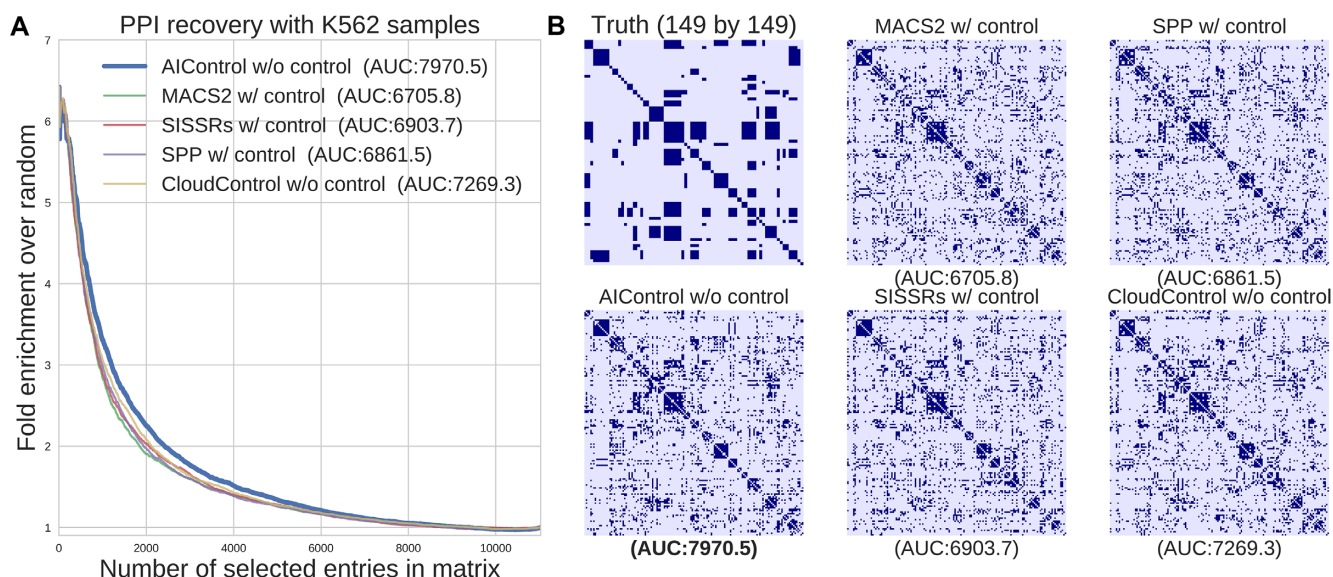 A
PPI recovery with K562 samples
7
6
5
4
3
2
1
Fold enrichment over random
AIControl w/o control (AUC:7970.5)
MACS2 w/ control (AUC:6705.8)
SISSRs w/ control (AUC:6903.7)
SPP w/ control (AUC:6861.5)
CloudControl w/o control (AUC:7269.3)
0 2000 4000 6000 8000 10000
Number of selected entries in matrix
B
Truth (149 by 149)
MACS2 w/ control
SPP w/ control
(AUC:6705.8)
(AUC:6861.5)
AIControl w/o control
SISSRs w/ control
CloudControl w/o control
(AUC:7970.5)
(AUC:6903.7)
(AUC:7269.3)